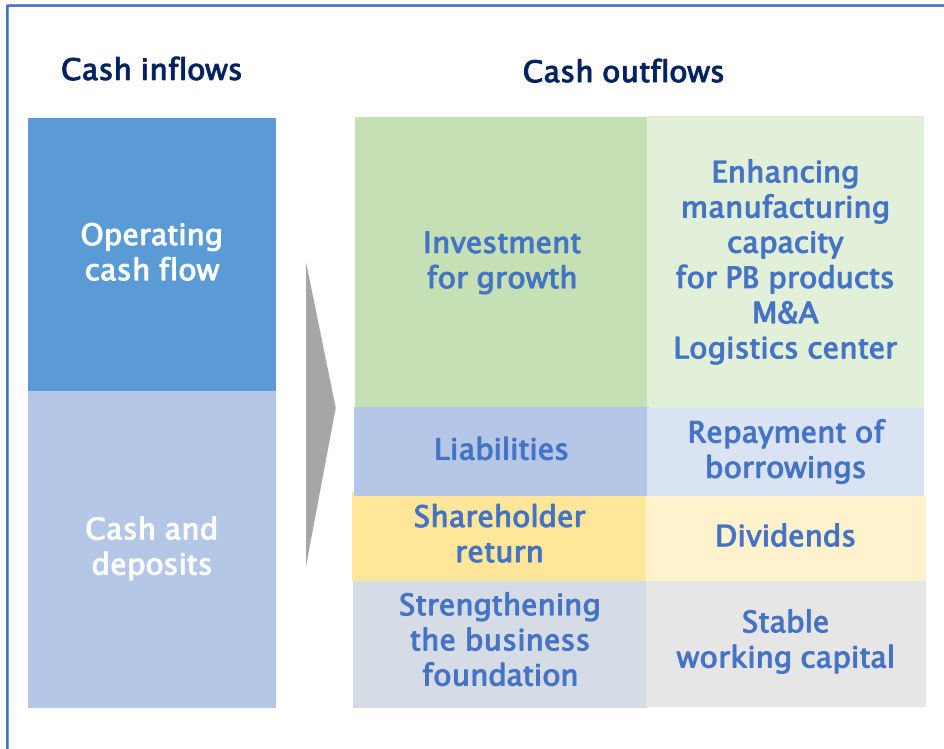 Cash inflows
Cash outflows
Operating
cash flow
Cash and
deposits
Investment
for growth
Enhancing
manufacturing
capacity
for PB products
M&A
Logistics center
Liabilities
Repayment of
borrowings
Shareholder
return
Dividends
Strengthening
the business
foundation
Stable
working capital